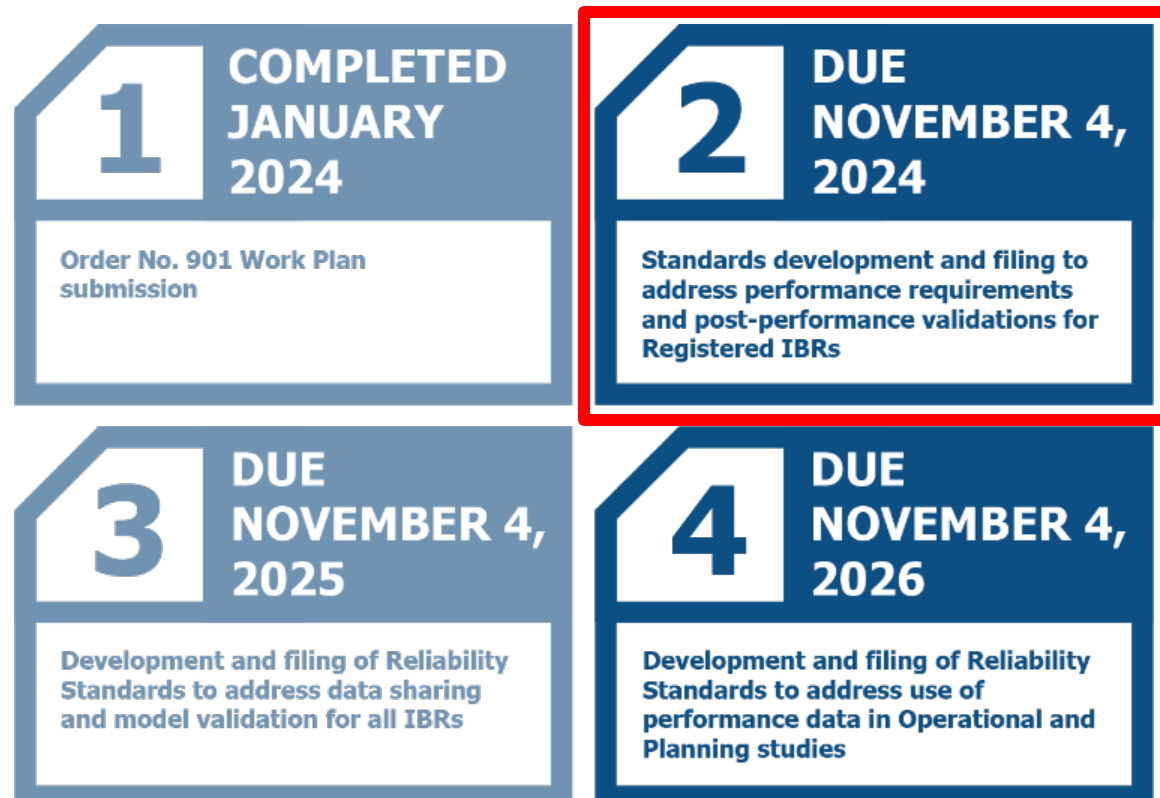 1
COMPLETED
JANUARY
2024
Order No. 901 Work Plan
submission
2
DUE
NOVEMBER 4,
2024
Standards development and filing to
address performance requirements
and post-performance validations for
Registered IBRs
3
DUE
NOVEMBER 4,
2025
Development and filing of Reliability
Standards to address data sharing
and model validation for all IBRs
4
DUE
NOVEMBER 4,
2026
Development and filing of Reliability
Standards to address use of
performance data in Operational and
Planning studies